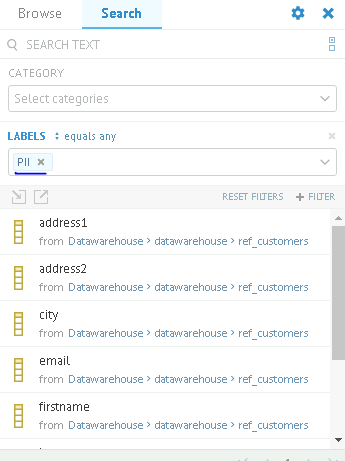 Browse Search
SEARCH TEXT
CATEGORY
Select categories
LABELS equals any
PII
RESET FILTERS + FILTER
address1
from Datawarehouse > datawarehouse > ref_customers
address2
from Datawarehouse > datawarehouse > ref_customers
city
from Datawarehouse > datawarehouse > ref_customers
email
from Datawarehouse > datawarehouse > ref_customers
firstname
from Datawarehouse > datawarehouse > ref_customers